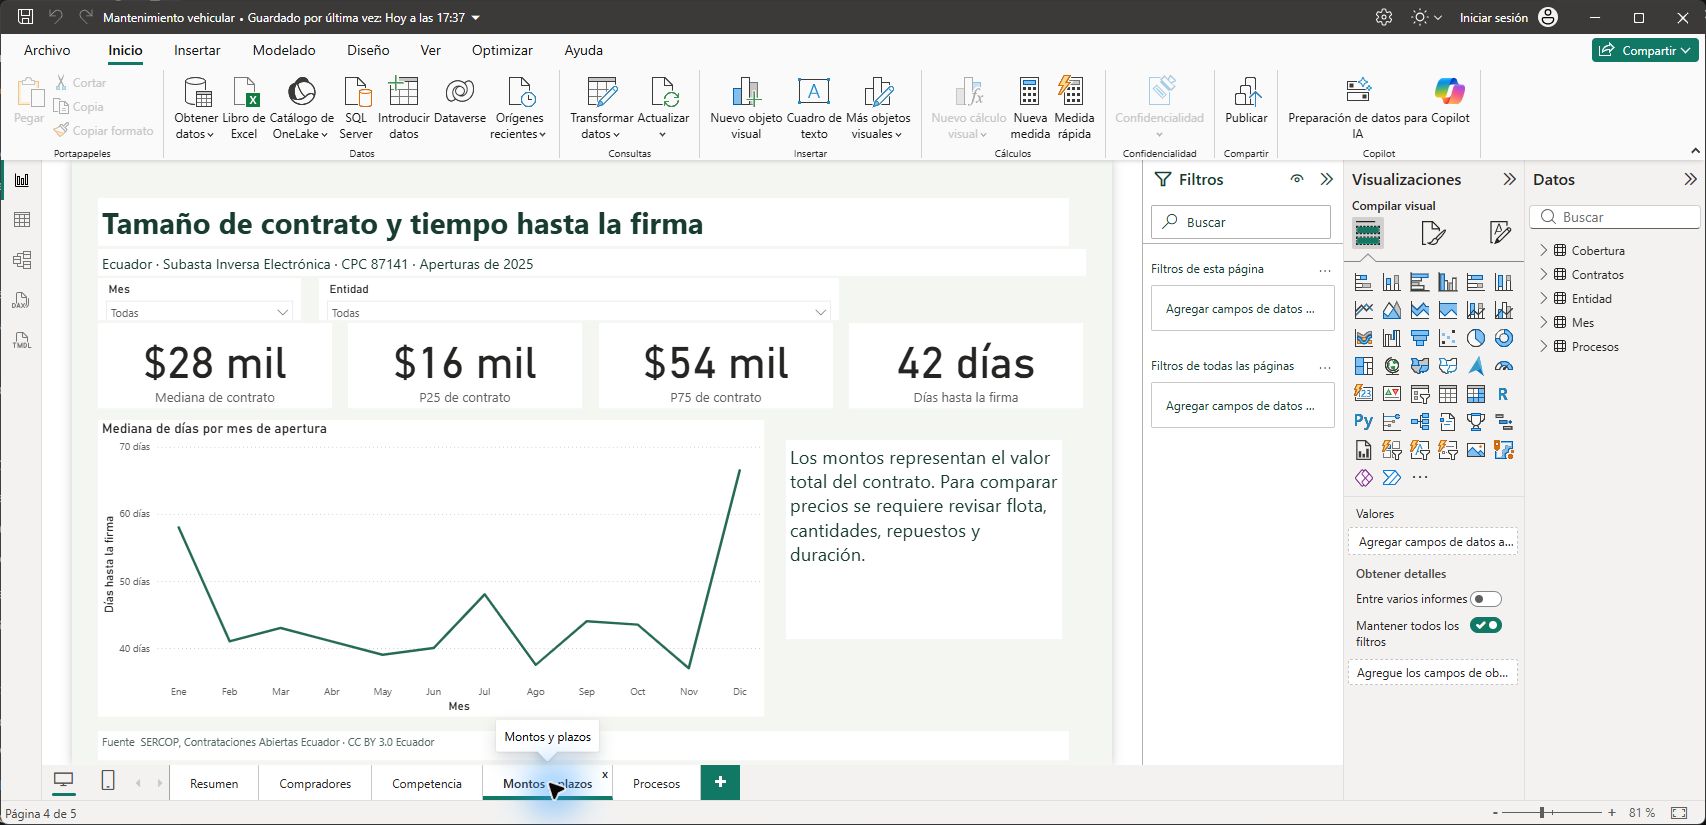 Mantenimiento vehicular • Guardado por última vez: Hoy a las 17:37
Iniciar sesión
Archivo
Inicio
Insertar
Modelado
Diseño
Ver
Optimizar
Ayuda
Compartir
Pegar
Cortar
Copia
Copiar formato
Portapapeles
Obtener datos
Libro de Excel
Catálogo de OneLake
SQL Server
Introducir datos
Dataverse
Orígenes recientes
Datos
Transformar datos
Actualizar
Consultas
Nuevo objeto visual
Cuadro de texto
Más objetos visuales
Insertar
Nuevo cálculo visual
Nueva medida
Medida rápida
Cálculos
Confidencialidad
Confidencialidad
Publicar
Compartir
Preparación de datos para IA
Copilot
Copilot
DAX
TMDL
Tamaño de contrato y tiempo hasta la firma
Ecuador · Subasta Inversa Electrónica · CPC 87141 · Aperturas de 2025
Mes
Todas
Entidad
Todas
$28 mil
Mediana de contrato
$16 mil
P25 de contrato
$54 mil
P75 de contrato
42 días
Días hasta la firma
Mediana de días por mes de apertura
70 días
60 días
50 días
40 días
Días hasta la firma
Ene Feb Mar Abr May Jun Jul Ago Sep Oct Nov Dic
Mes
Los montos representan el valor
total del contrato. Para comparar
precios se requiere revisar flota,
cantidades, repuestos y
duración.
Fuente SERCOP, Contrataciones Abiertas Ecuador · CC BY 3.0 Ecuador
Montos y plazos
Filtros
Buscar
Filtros de esta página
...
Agregar campos de datos ...
Filtros de todas las páginas
...
Agregar campos de datos ...
Visualizaciones
Compilar visual
R
Py
123
...
Valores
Agregar campos de datos a...
Obtener detalles
Entre varios informes
Mantener todos los
filtros
Agregue los campos de ob...
Datos
Buscar
Cobertura
Contratos
Entidad
Mes
Procesos
Resumen
Compradores
Competencia
Montos plazos
x
Procesos
+
Página 4 de 5
- + 81 %